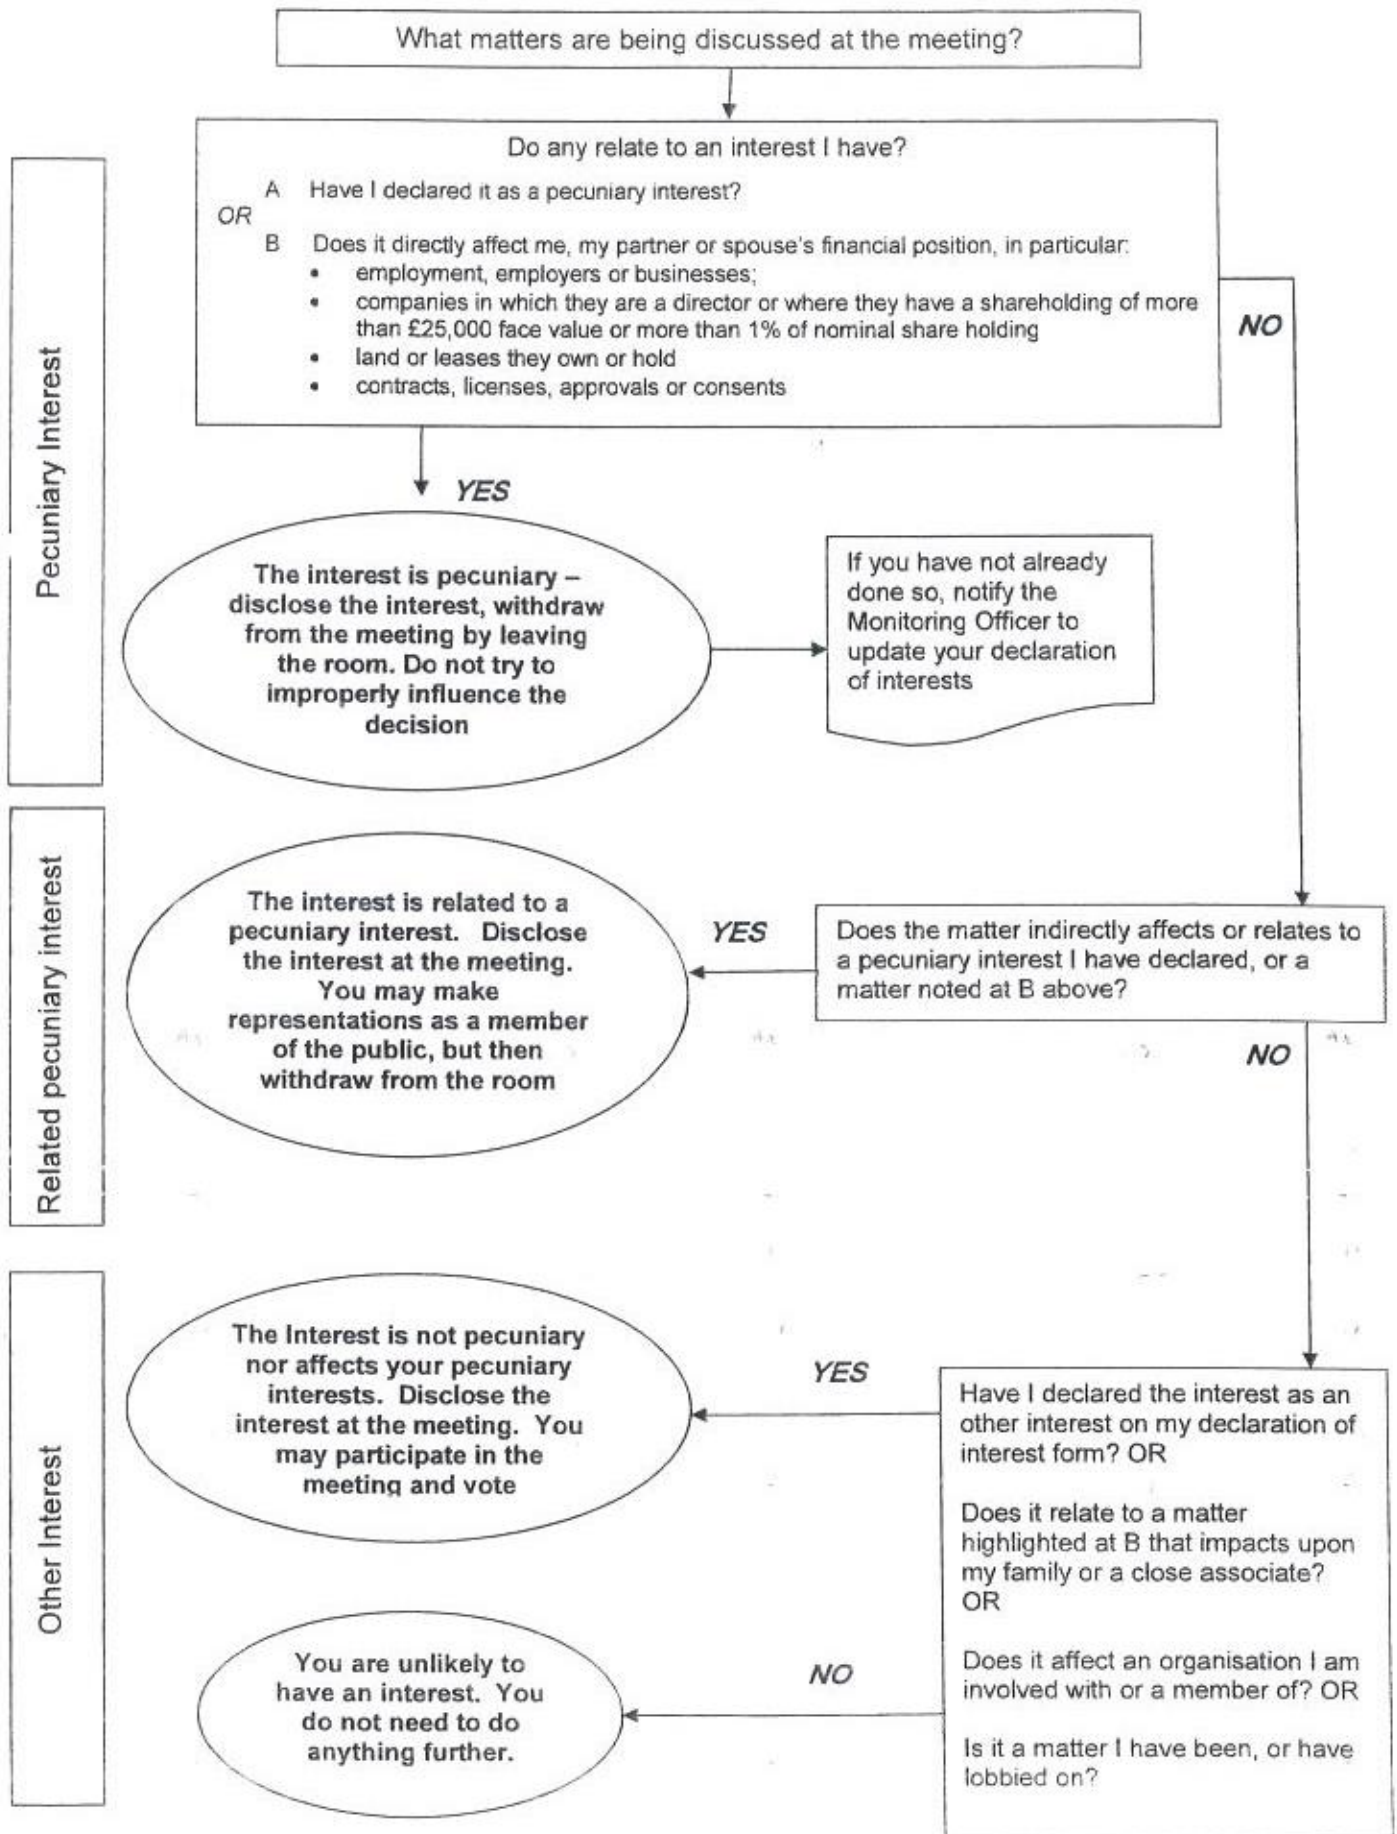 What matters are being discussed at the meeting?
Pecuniary Interest
Do any relate to an interest I have?
A Have I declared it as a pecuniary interest?
OR
B Does it directly affect me, my partner or spouse's financial position, in particular:
• employment, employers or businesses;
• companies in which they are a director or where they have a shareholding of more
than £25,000 face value or more than 1% of nominal share holding
• land or leases they own or hold
• contracts, licenses, approvals or consents
NO
YES
The interest is pecuniary –
disclose the interest, withdraw
from the meeting by leaving
the room. Do not try to
improperly influence the
decision
If you have not already
done so, notify the
Monitoring Officer to
update your declaration
of interests
Related pecuniary interest
The interest is related to a
pecuniary interest. Disclose
the interest at the meeting.
You may make
representations as a member
of the public, but then
withdraw from the room
YES
Does the matter indirectly affects or relates to
a pecuniary interest I have declared, or a
matter noted at B above?
NO
Other Interest
The Interest is not pecuniary
nor affects your pecuniary
interests. Disclose the
interest at the meeting. You
may participate in the
meeting and vote
YES
Have I declared the interest as an
other interest on my declaration of
interest form? OR
Does it relate to a matter
highlighted at B that impacts upon
my family or a close associate?
OR
Does it affect an organisation I am
involved with or a member of? OR
Is it a matter I have been, or have
lobbied on?
NO
You are unlikely to
have an interest. You
do not need to do
anything further.